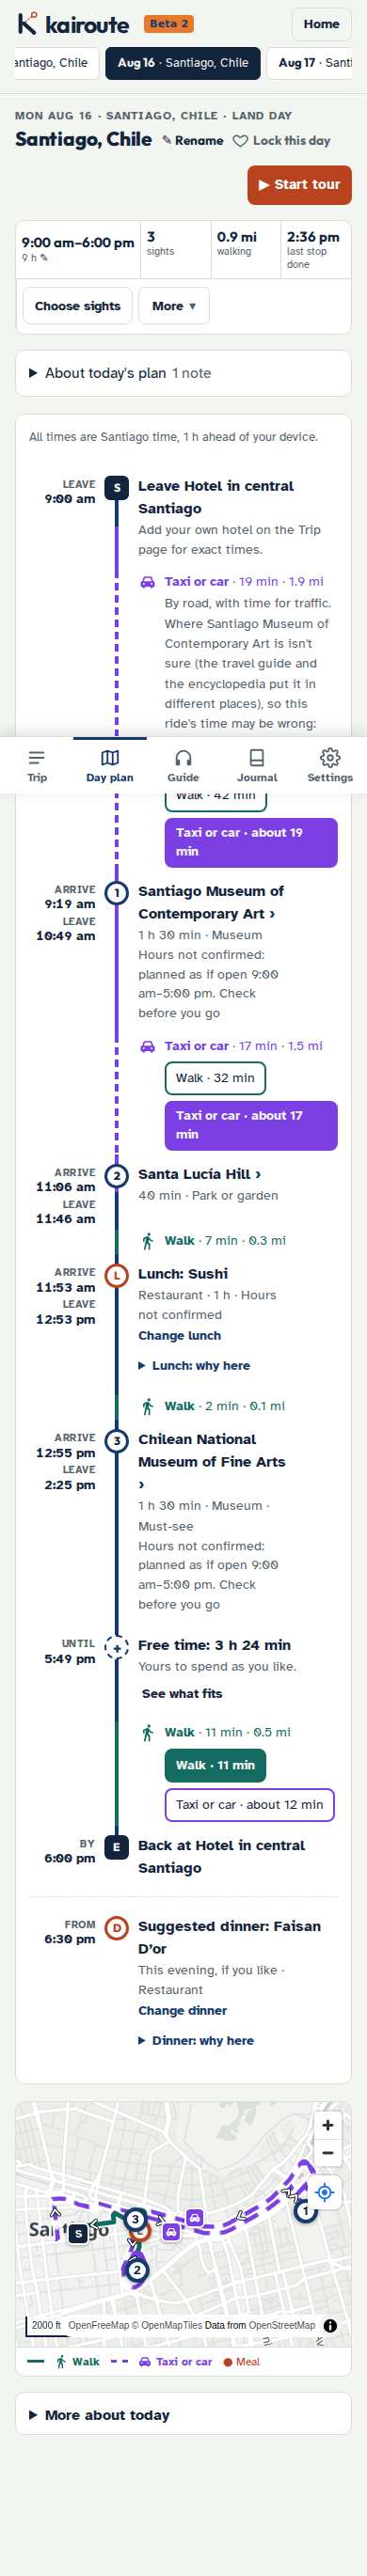 kairoute
Beta 2
Home
antiago, Chile
Aug 16 · Santiago, Chile
Aug 17 · Santi
MON AUG 16 · SANTIAGO, CHILE · LAND DAY
Santiago, Chile
✎ Rename
Lock this day
▶ Start tour
9:00 am–6:00 pm
9 h ✎
3
sights
0.9 mi
walking
2:36 pm
last stop
done
Choose sights
More ▾
▶ About today's plan 1 note
All times are Santiago time, 1 h ahead of your device.
LEAVE
9:00 am
S
Leave Hotel in central
Santiago
Add your own hotel on the Trip
page for exact times.
Taxi or car · 19 min · 1.9 mi
By road, with time for traffic.
Where Santiago Museum of
Contemporary Art is isn't
sure (the travel guide and
the encyclopedia put it in
different places), so this
ride's time may be wrong:
Trip
Day plan
Guide
Journal
Settings
Walk · 42 min
Taxi or car · about 19
min
ARRIVE
9:19 am
LEAVE
10:49 am
1
Santiago Museum of
Contemporary Art ›
1 h 30 min · Museum
Hours not confirmed:
planned as if open 9:00
am–5:00 pm. Check
before you go
Taxi or car · 17 min · 1.5 mi
Walk · 32 min
Taxi or car · about 17
min
ARRIVE
11:06 am
LEAVE
11:46 am
2
Santa Lucía Hill ›
40 min · Park or garden
Walk · 7 min · 0.3 mi
ARRIVE
11:53 am
LEAVE
12:53 pm
L
Lunch: Sushi
Restaurant · 1 h · Hours
not confirmed
Change lunch
▶ Lunch: why here
Walk · 2 min · 0.1 mi
ARRIVE
12:55 pm
LEAVE
2:25 pm
3
Chilean National
Museum of Fine Arts
›
1 h 30 min · Museum ·
Must-see
Hours not confirmed:
planned as if open 9:00
am–5:00 pm. Check
before you go
UNTIL
5:49 pm
+
Free time: 3 h 24 min
Yours to spend as you like.
See what fits
Walk · 11 min · 0.5 mi
Walk · 11 min
Taxi or car · about 12 min
BY
6:00 pm
E
Back at Hotel in central
Santiago
FROM
6:30 pm
D
Suggested dinner: Faisan
D'or
This evening, if you like ·
Restaurant
Change dinner
▶ Dinner: why here
+
−
1
3
S
2
2000 ft
OpenFreeMap © OpenMapTiles Data from OpenStreetMap
Walk
Taxi or car
Meal
▶ More about today